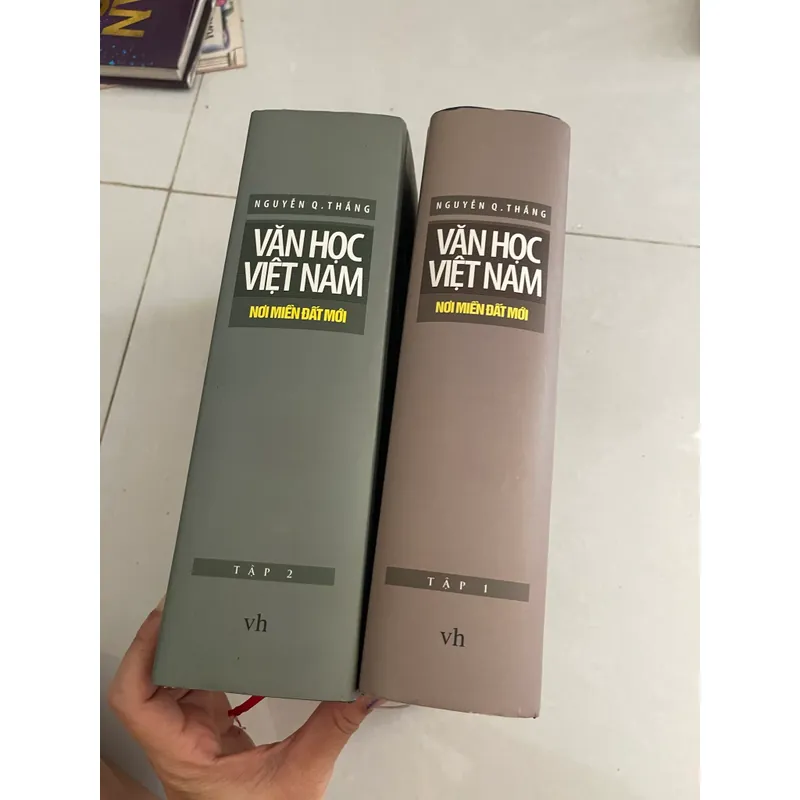 NGUYỄN Q. THẮNG
VĂN HỌC
VIỆT NAM
NƠI MIỀN ĐẤT MỚI
TẬP 2
vh
NGUYỄN Q. THẮNG
VĂN HỌC
VIỆT NAM
NƠI MIỀN ĐẤT MỚI
TẬP 1
vh